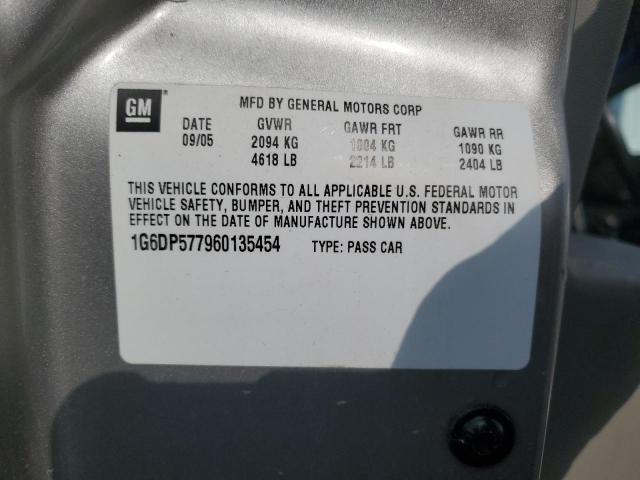 GM
MFD BY GENERAL MOTORS CORP
DATE GVWR GAWR FRT GAWR RR
09/05 2094 KG 1004 KG 1090 KG
4618 LB 2214 LB 2404 LB
THIS VEHICLE CONFORMS TO ALL APPLICABLE U.S. FEDERAL MOTOR
VEHICLE SAFETY, BUMPER, AND THEFT PREVENTION STANDARDS IN
EFFECT ON THE DATE OF MANUFACTURE SHOWN ABOVE.
1G6DP577960135454 TYPE: PASS CAR